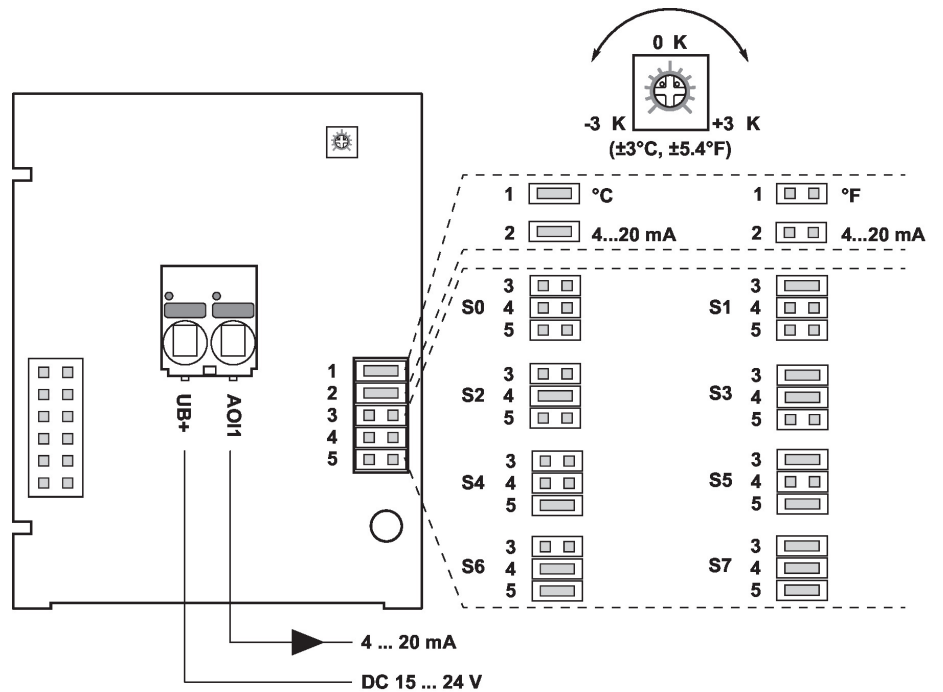 0 K
-3 K +3 K
(±3°C, ±5.4°F)
1 °C 1 °F
2 4...20 mA 2 4...20 mA
S0 3 4 5 S1 3 4 5
S2 3 4 5 S3 3 4 5
S4 3 4 5 S5 3 4 5
S6 3 4 5 S7 3 4 5
1
2
3
4
5
UB+ AOI1
4 ... 20 mA
DC 15 ... 24 V